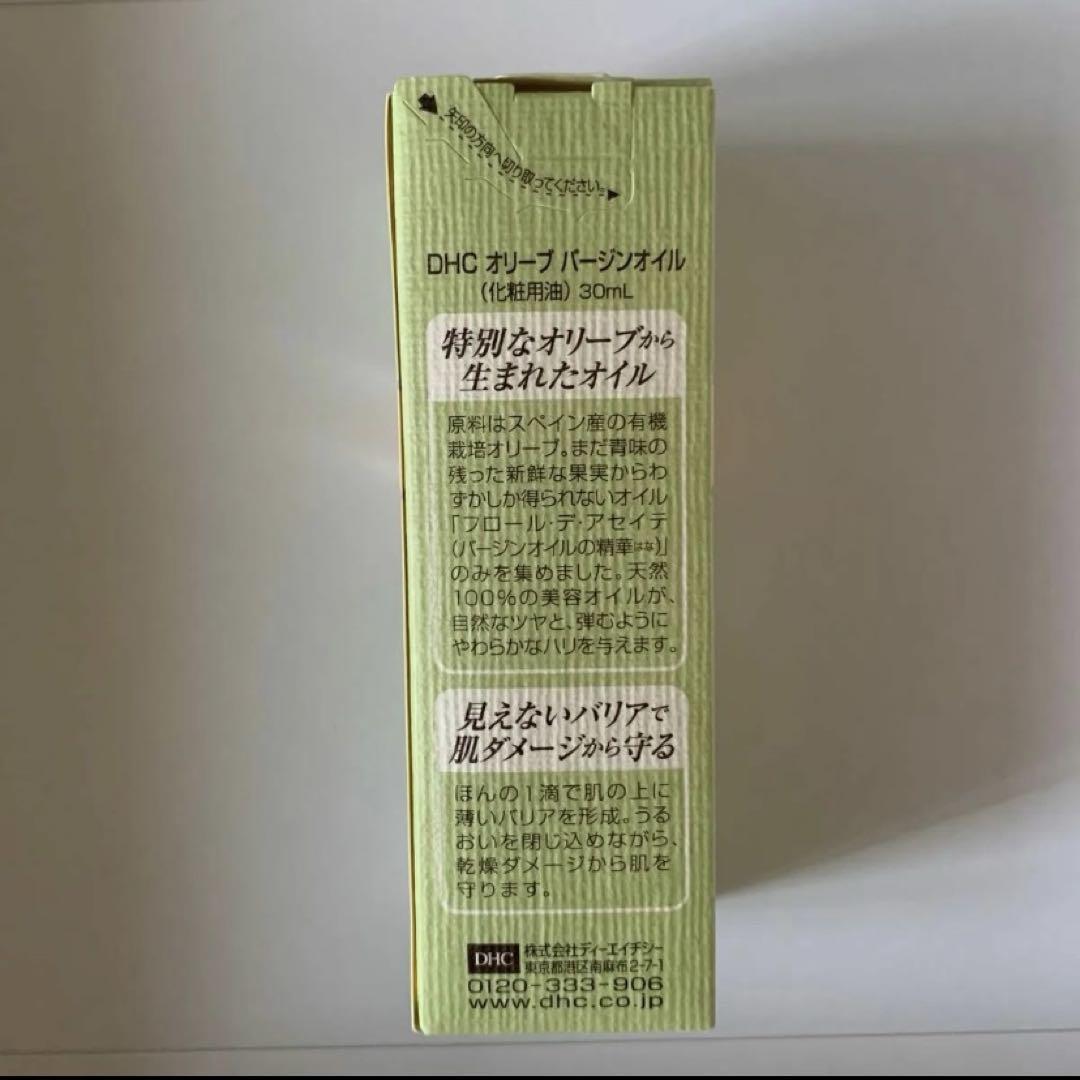 矢印の方向へ切り取ってください。
DHC オリーブ バージンオイル
(化粧用油) 30mL
特別なオリーブから
生まれたオイル
原料はスペイン産の有機
栽培オリーブ。まだ青味の
残った新鮮な果実からわ
ずかしか得られないオイル
「フロール・デ・アセイテ
(バージンオイルの精華はな)」
のみを集めました。天然
100%の美容オイルが、
自然なツヤと、弾むように
やわらかなハリを与えます。
見えないバリアで
肌ダメージから守る
ほんの1滴で肌の上に
薄いバリアを形成。うる
おいを閉じ込めながら、
乾燥ダメージから肌を
守ります。
DHC 株式会社ディーエイチシー
東京都港区南麻布2-7-1
0120-333-906
www.dhc.co.jp